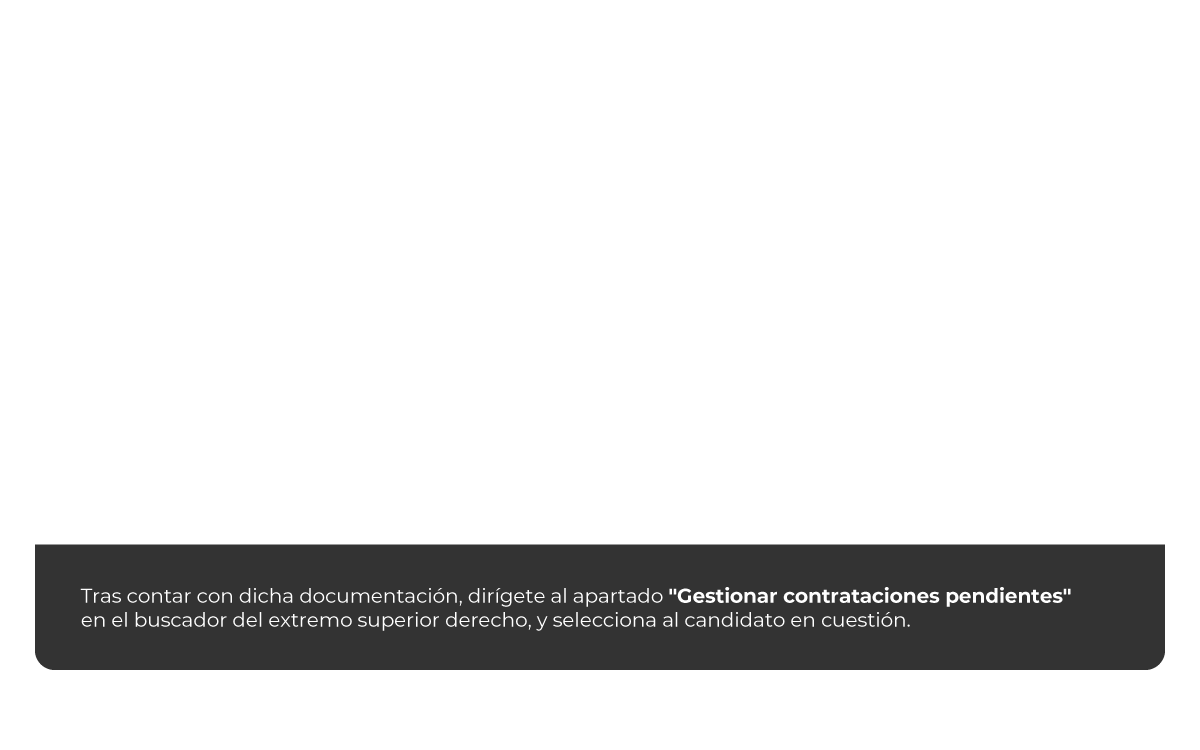 Tras contar con dicha documentación, dirígete al apartado "Gestionar contrataciones pendientes"
en el buscador del extremo superior derecho, y selecciona al candidato en cuestión.